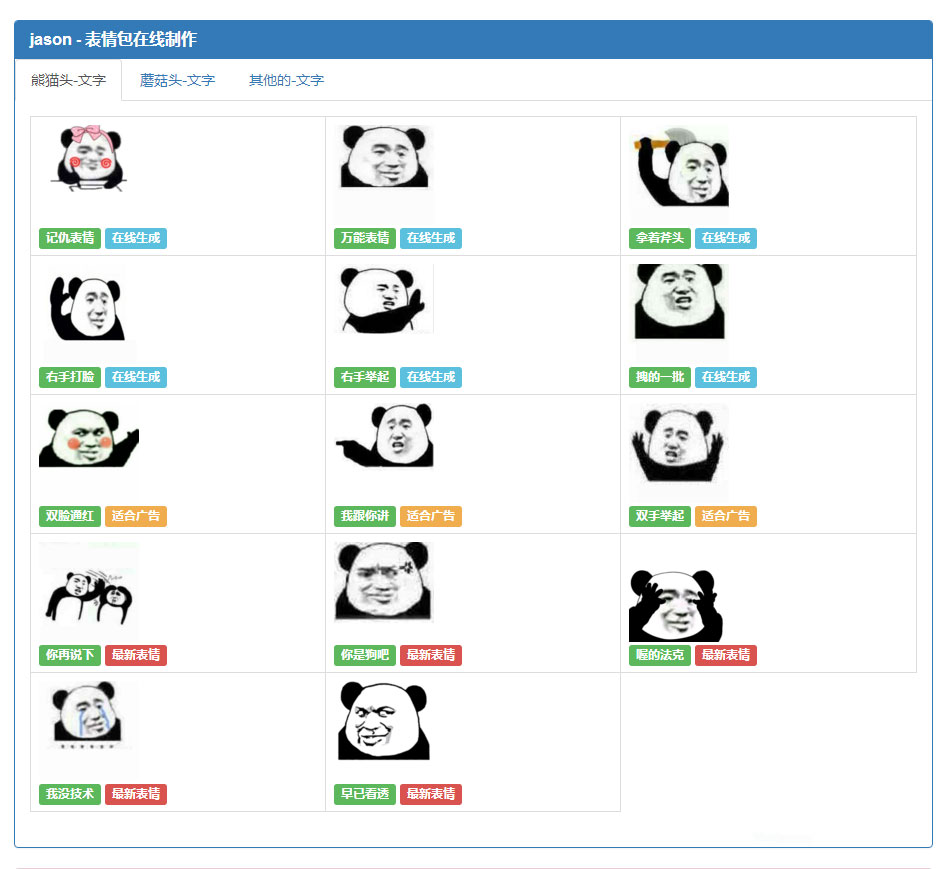 jason - 表情包在线制作
熊猫头-文字 蘑菇头-文字 其他的-文字
记仇表情 在线生成 万能表情 在线生成 拿着斧头 在线生成
右手打脸 在线生成 右手举起 在线生成 拽的一批 在线生成
双脸通红 适合广告 我跟你讲 适合广告 双手举起 适合广告
你再说下 最新表情 你是狗吧 最新表情 喔的法克 最新表情
我没技术 最新表情 早已看透 最新表情